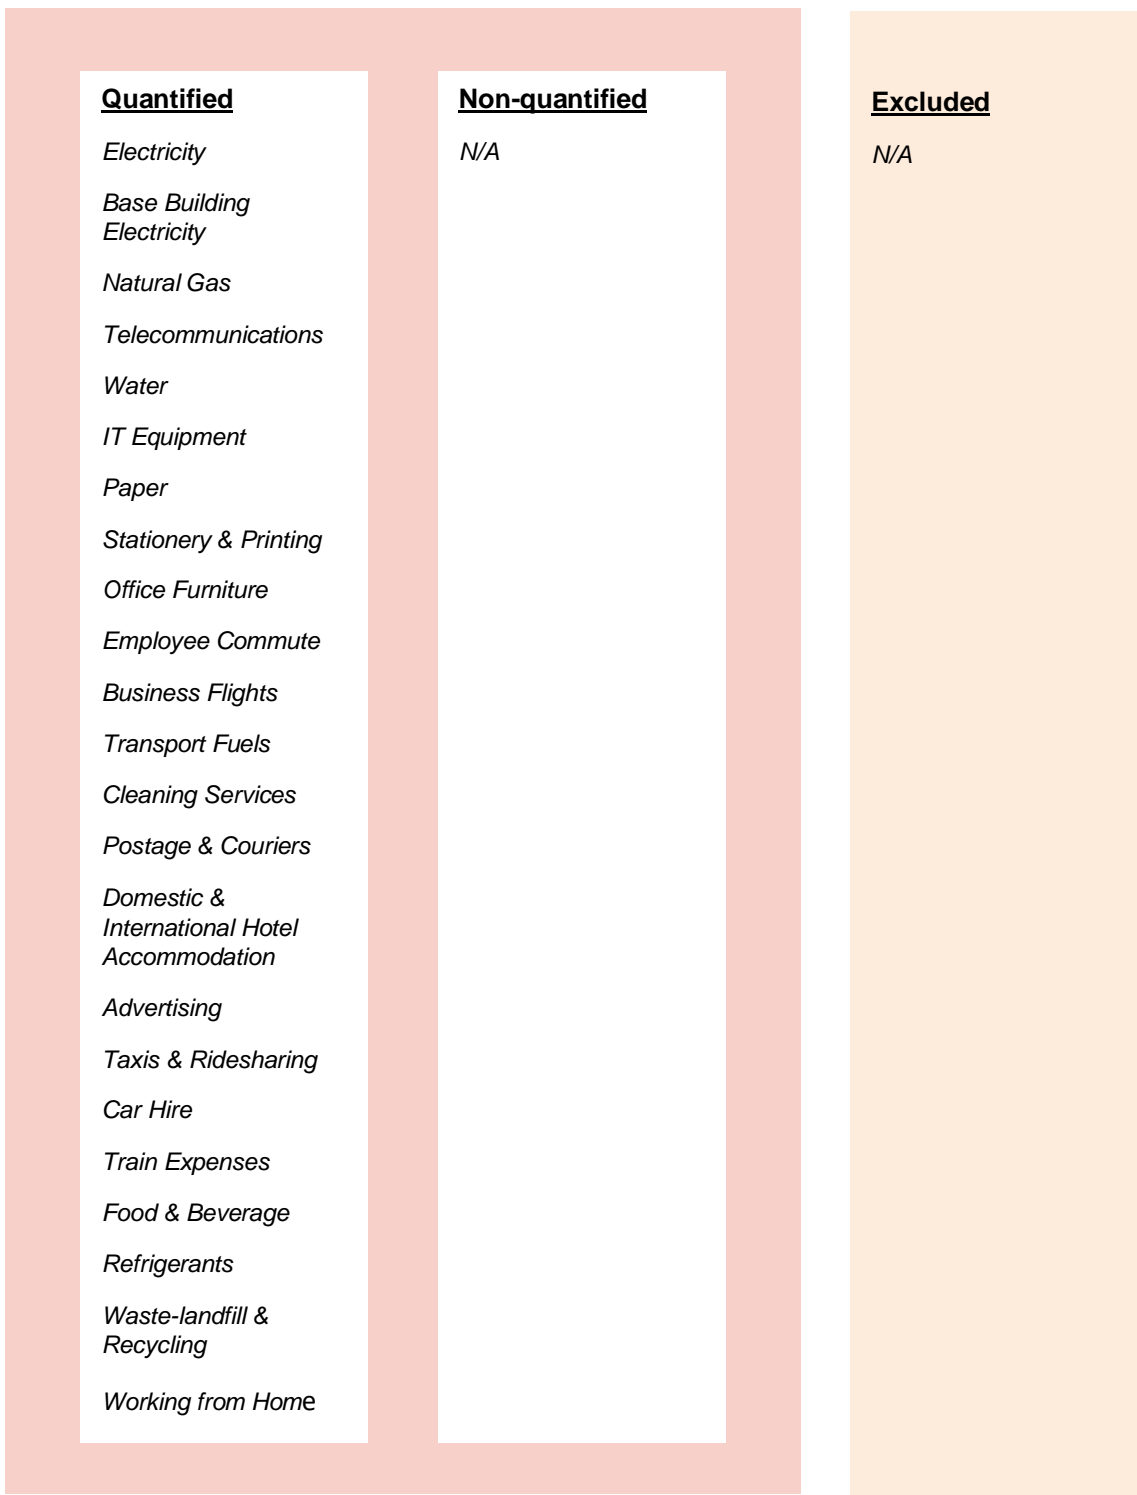 Quantified
Electricity
Base Building
Electricity
Natural Gas
Telecommunications
Water
IT Equipment
Paper
Stationery & Printing
Office Furniture
Employee Commute
Business Flights
Transport Fuels
Cleaning Services
Postage & Couriers
Domestic &
International Hotel
Accommodation
Advertising
Taxis & Ridesharing
Car Hire
Train Expenses
Food & Beverage
Refrigerants
Waste-landfill &
Recycling
Working from Home
Non-quantified
N/A
Excluded
N/A